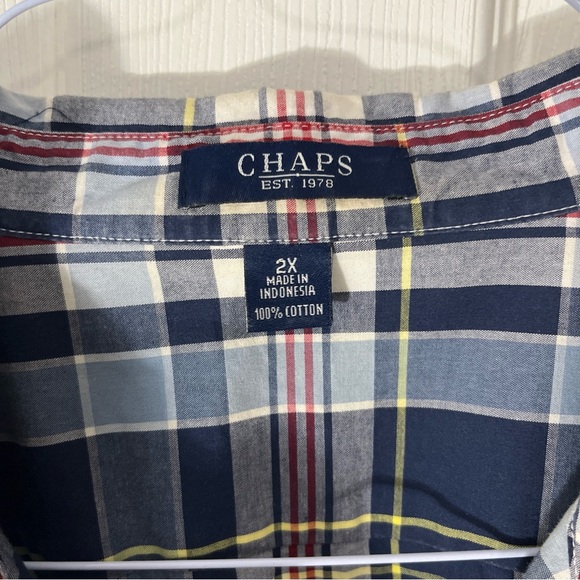 CHAPS
EST. 1978
2X
MADE IN
INDONESIA
100% COTTON